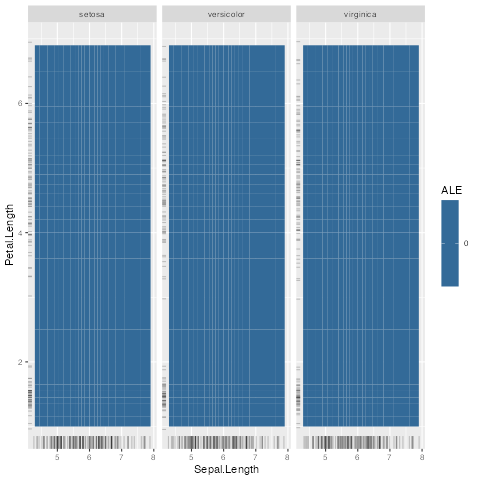 setosa
versicolor
virginica
6
4
2
Petal.Length
5 6 7 8 5 6 7 8 5 6 7 8
Sepal.Length
ALE
0